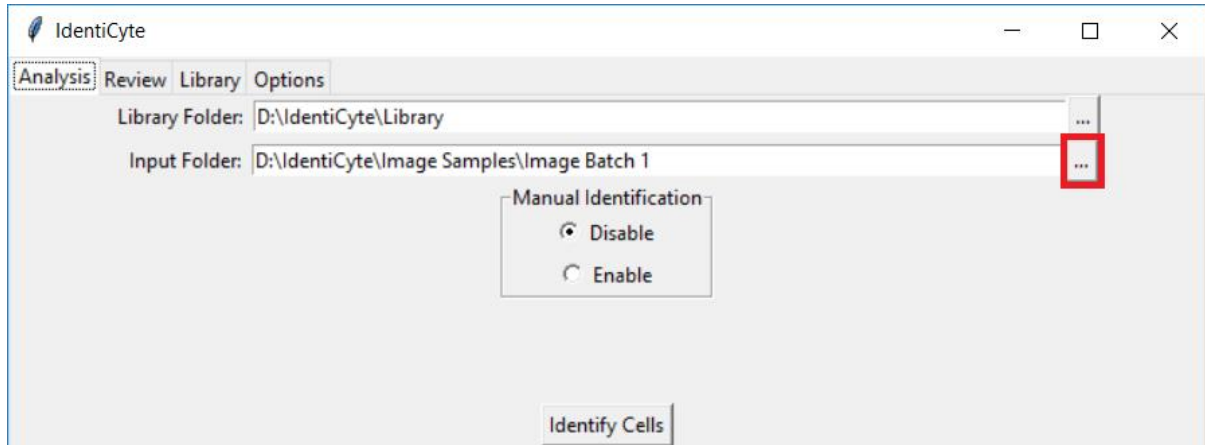 IdentiCyte
Analysis Review Library Options
Library Folder: D:\IdentiCyte\Library ...
Input Folder: D:\IdentiCyte\Image Samples\Image Batch 1 ...
Manual Identification
Disable
Enable
Identify Cells